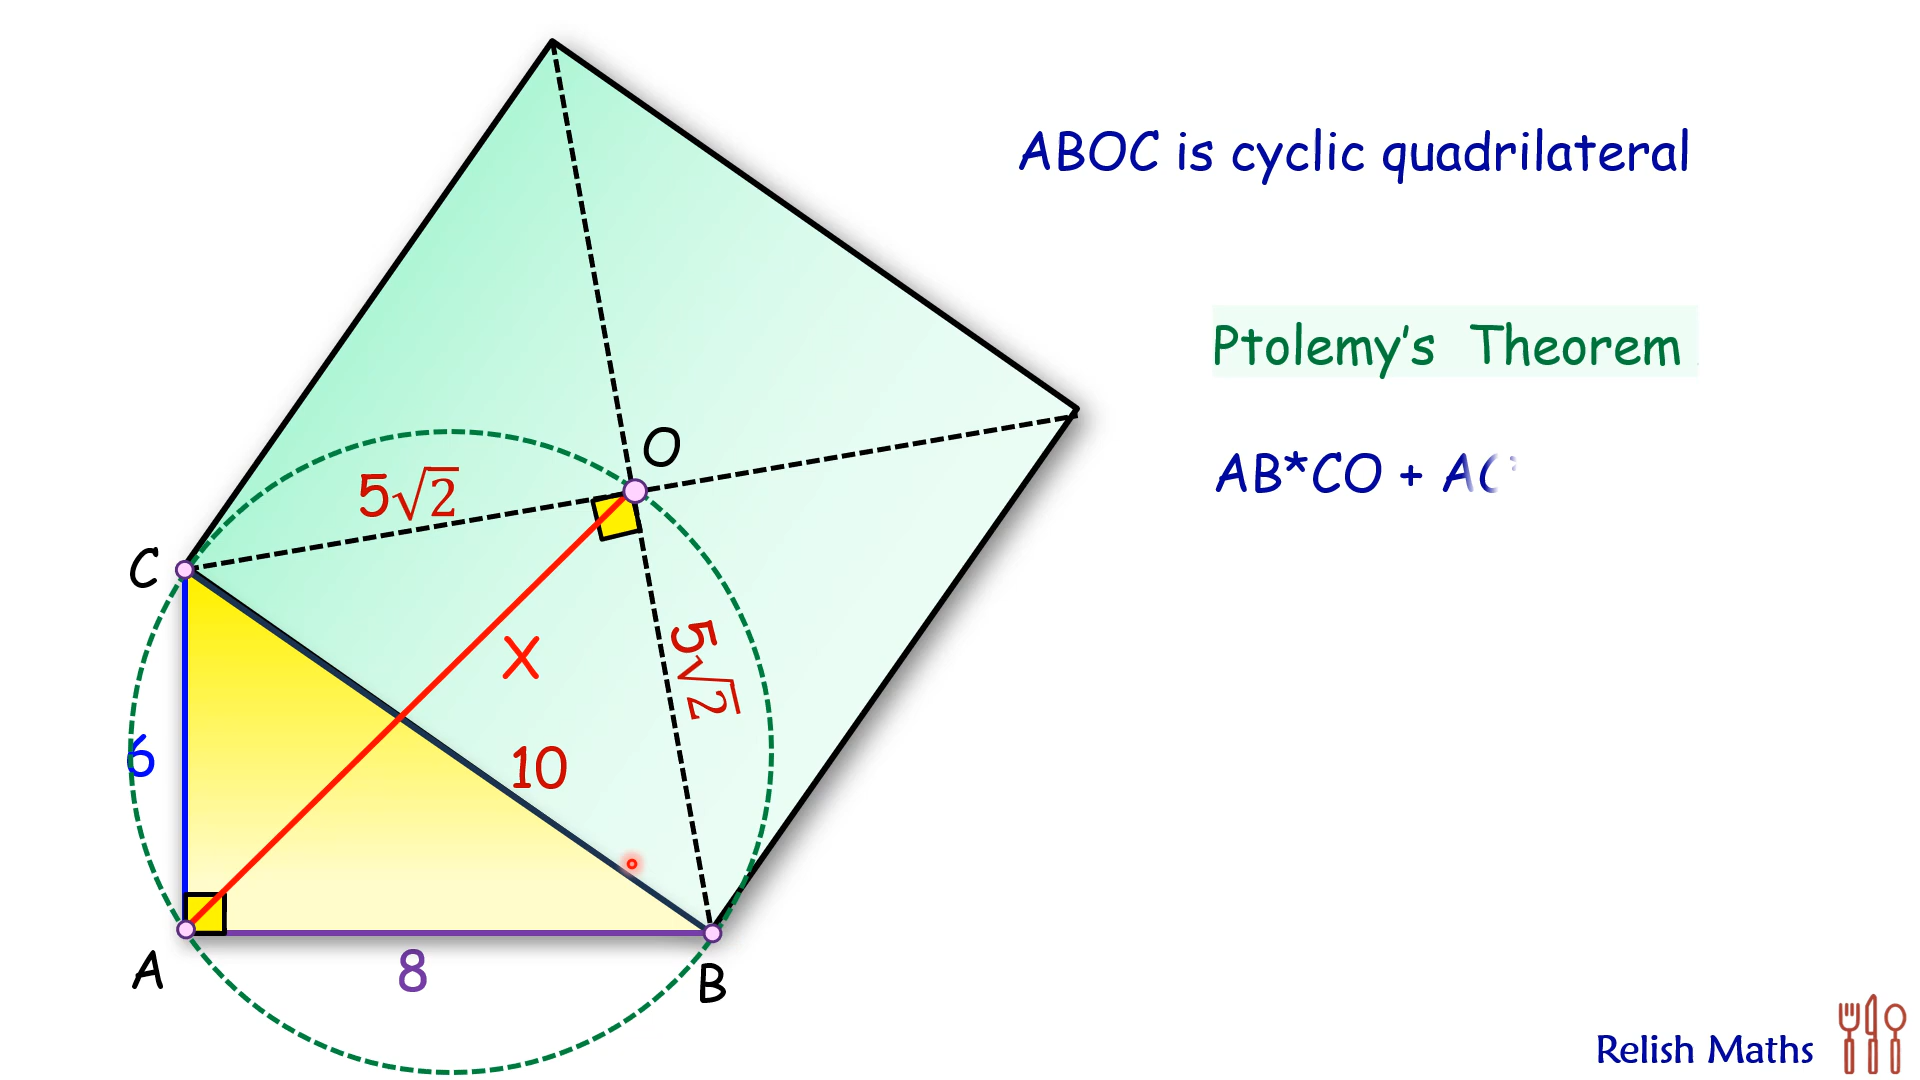 ABOC is cyclic quadrilateral
Ptolemy's Theorem
AB*CO +
O
5√2
C
X
5√2
6
10
A
8
B
Relish Maths